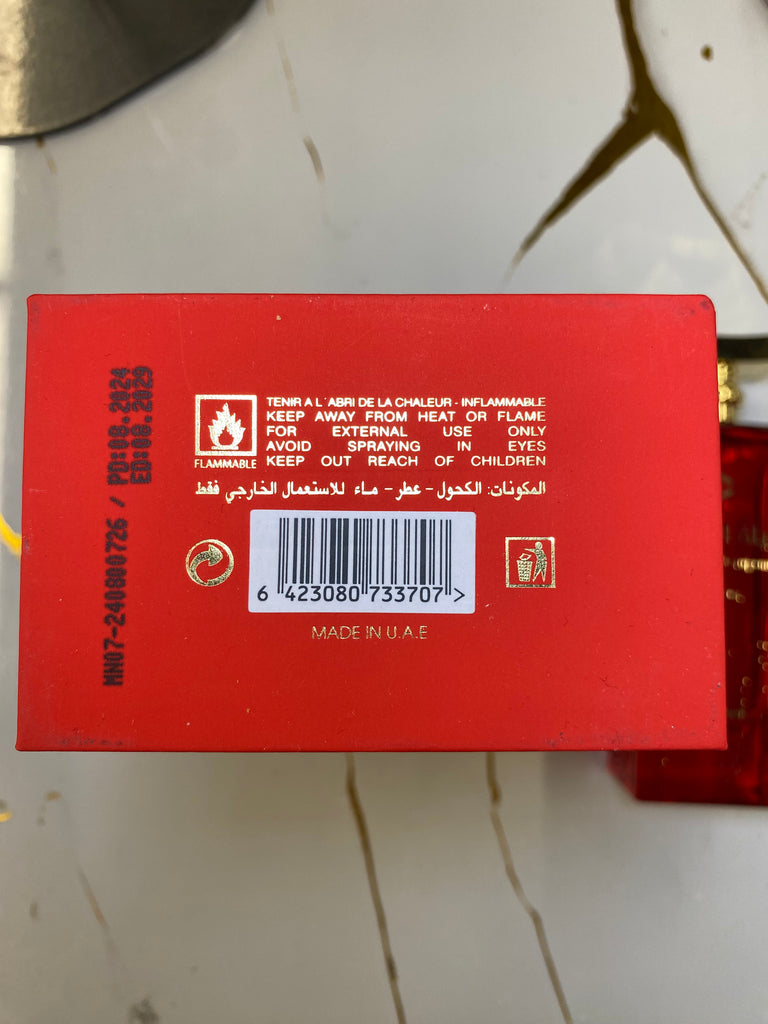 MN07-240800726 / PD:08.2024
ED:08.2029
TENIR A L'ABRI DE LA CHALEUR - INFLAMMABLE
KEEP AWAY FROM HEAT OR FLAME
FOR EXTERNAL USE ONLY
AVOID SPRAYING IN EYES
KEEP OUT REACH OF CHILDREN
FLAMMABLE
المكونات: الكحول - عطر - ماء للاستعمال الخارجي فقط
6 423080 733707 >
MADE IN U.A.E